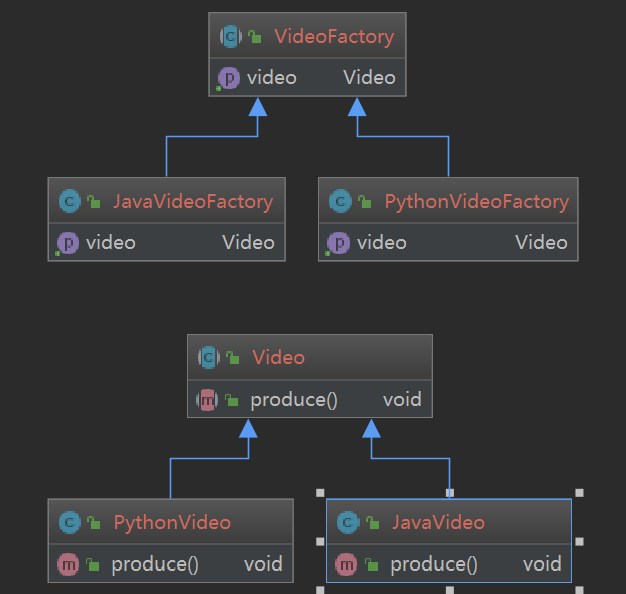 C VideoFactory
p video Video
C JavaVideoFactory
p video Video
C PythonVideoFactory
p video Video
C Video
m produce() void
C PythonVideo
m produce() void
C JavaVideo
m produce() void